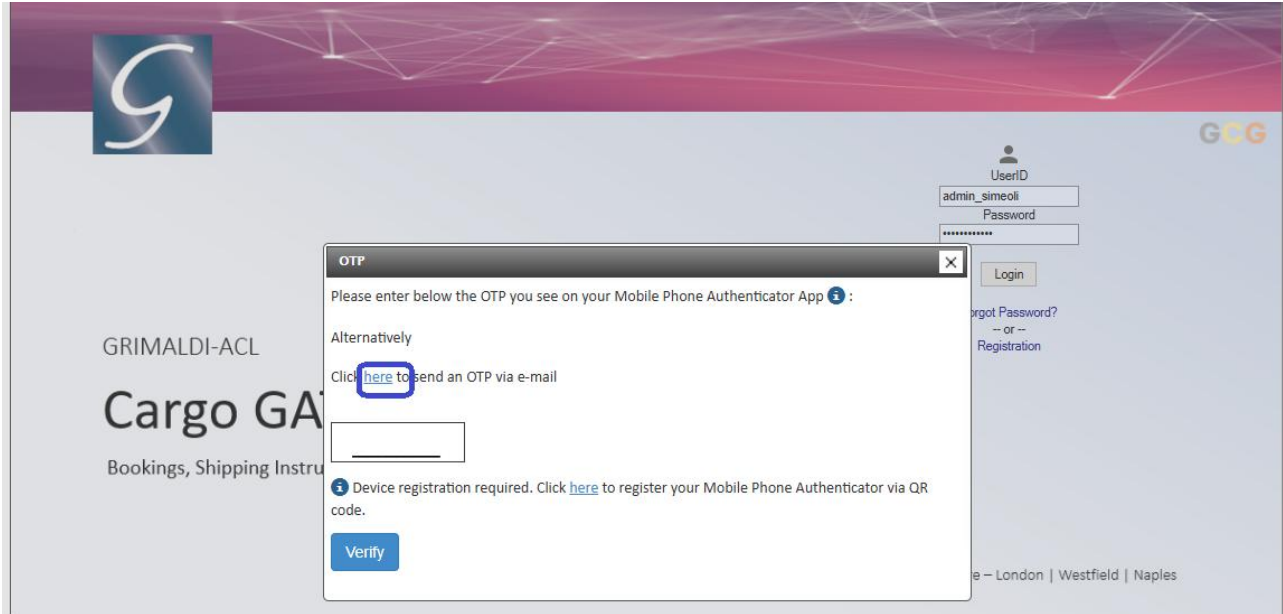 G
GCG
UserID
admin_simeoli
Password
••••••••••••
Login
orgot Password?
-- or --
Registration
GRIMALDI-ACL
Cargo GA
Bookings, Shipping Instru
OTP
Please enter below the OTP you see on your Mobile Phone Authenticator App i :
Alternatively
Click here to send an OTP via e-mail
i Device registration required. Click here to register your Mobile Phone Authenticator via QR
code.
Verify
e – London | Westfield | Naples